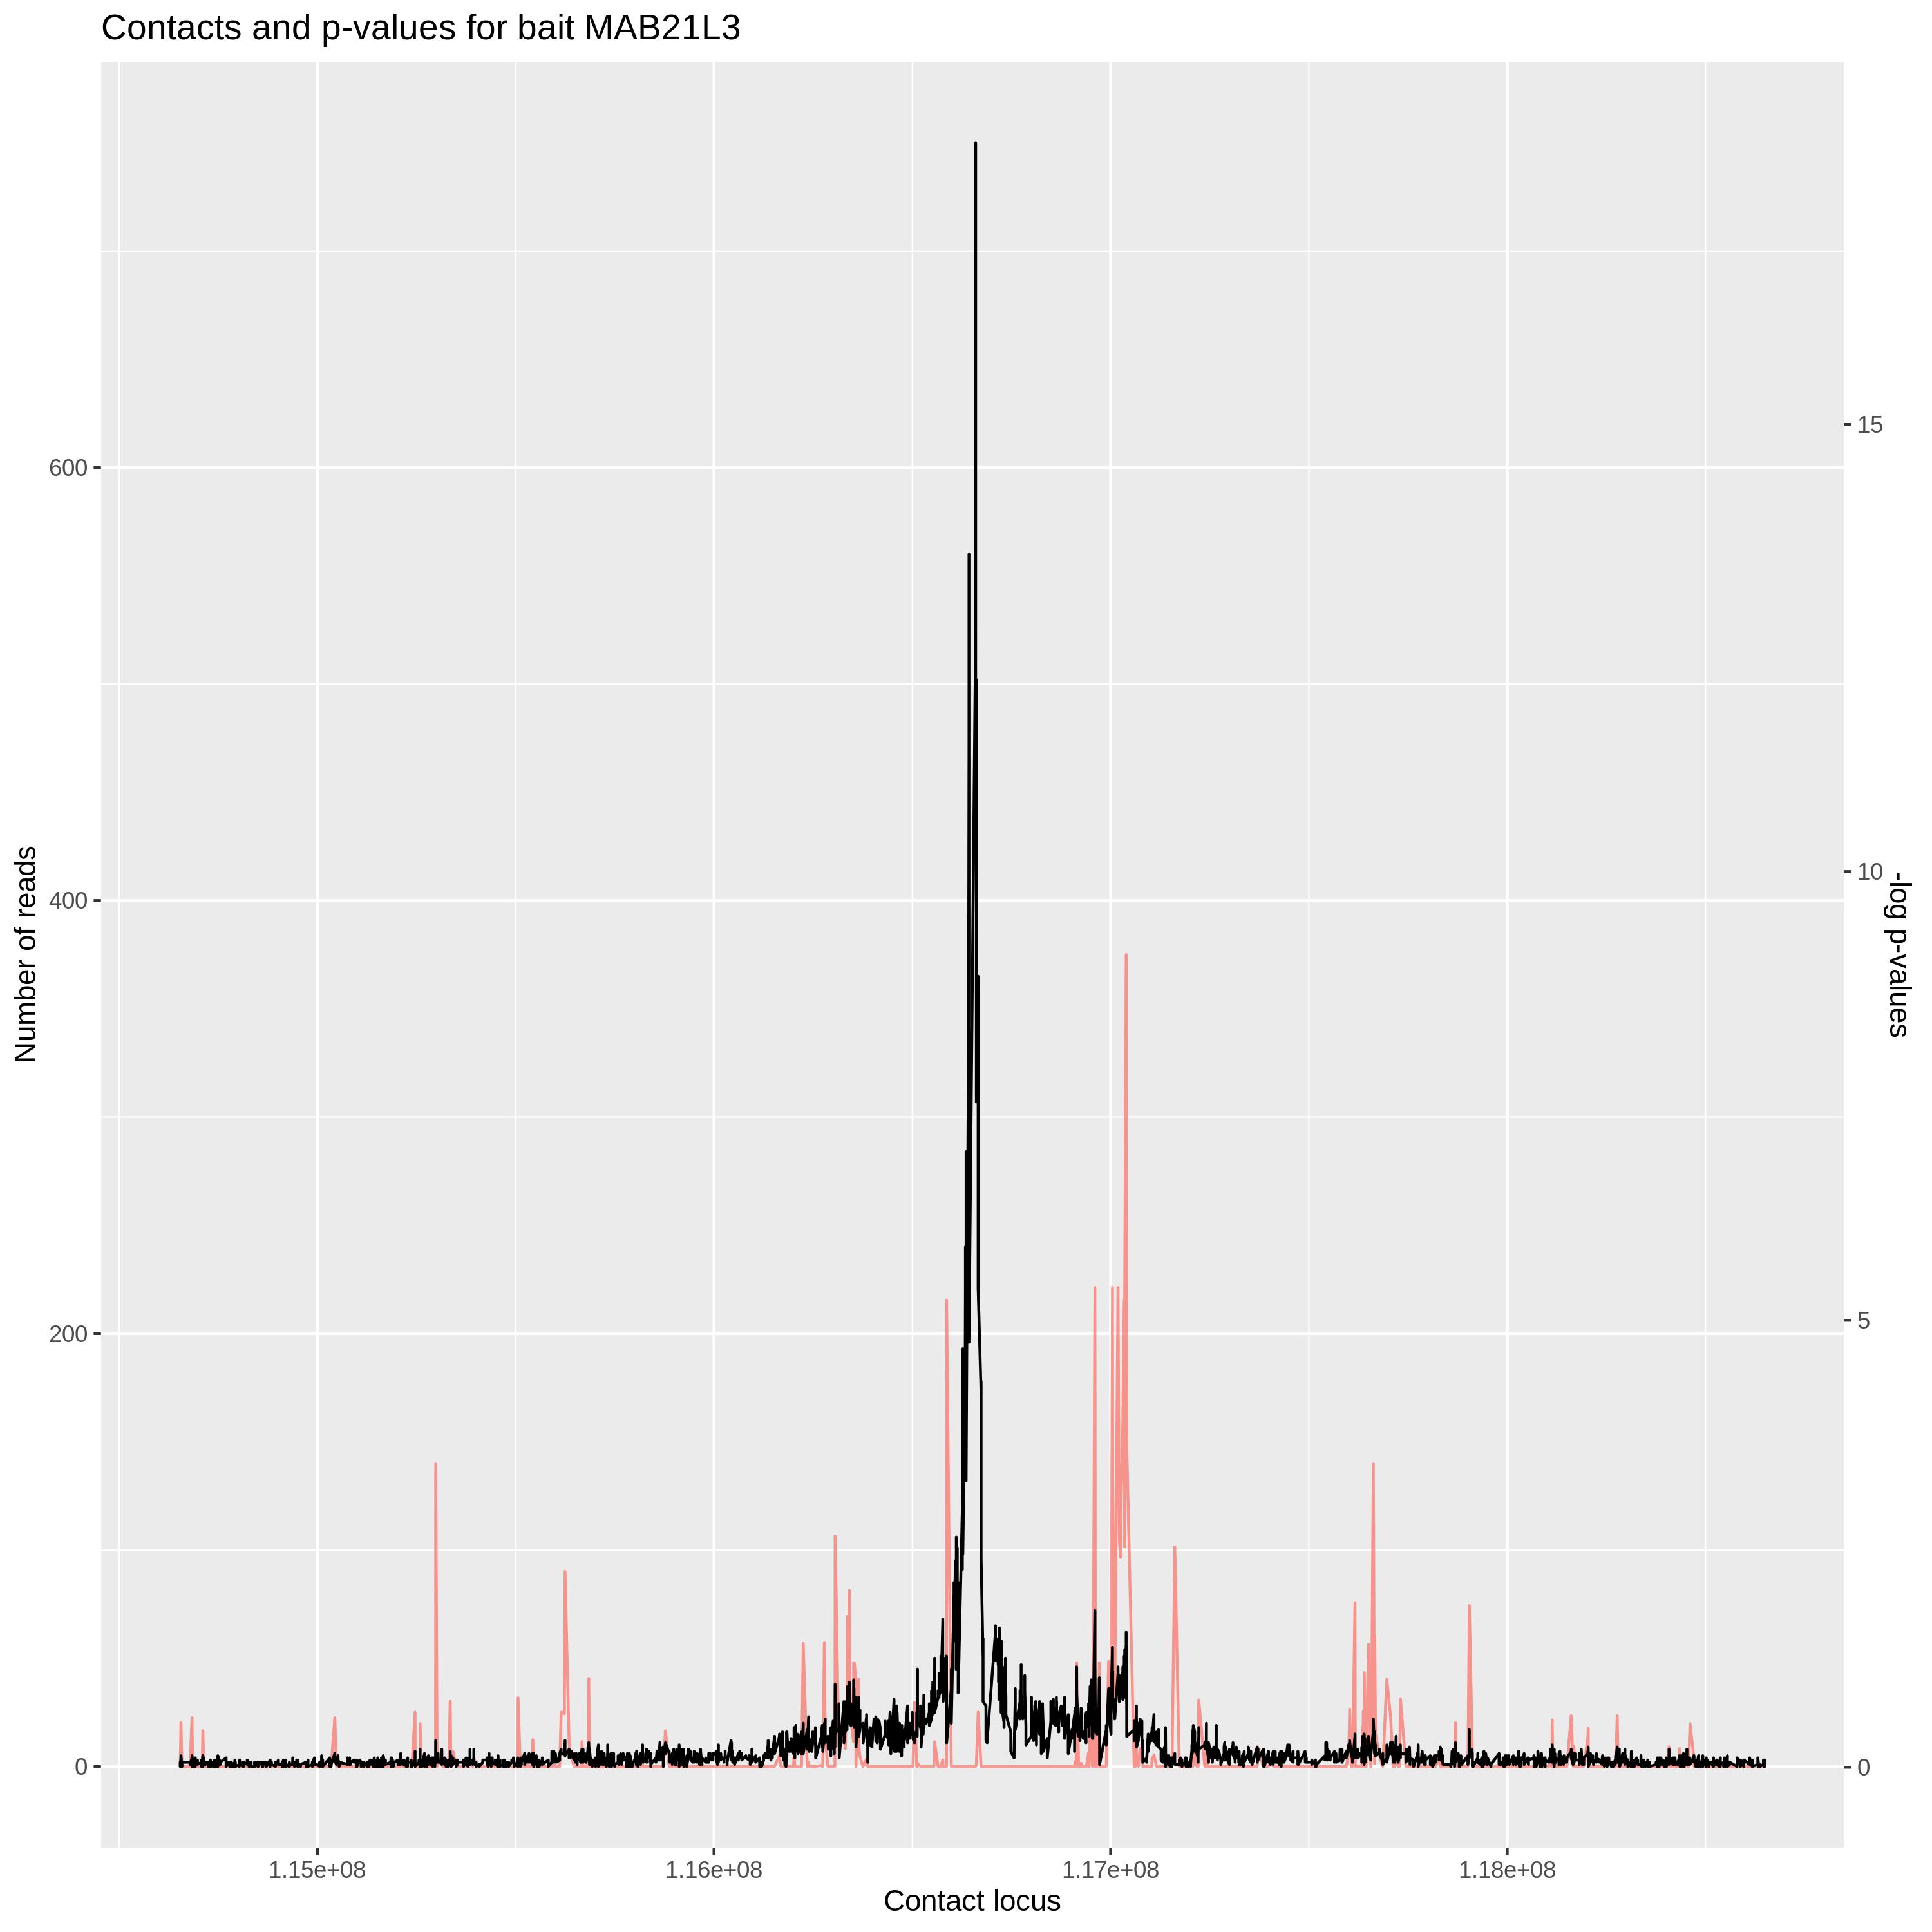 Contacts and p-values for bait MAB21L3
Number of reads
600
400
200
0
15
10
5
0
-log p-values
1.15e+08
1.16e+08
1.17e+08
1.18e+08
Contact locus